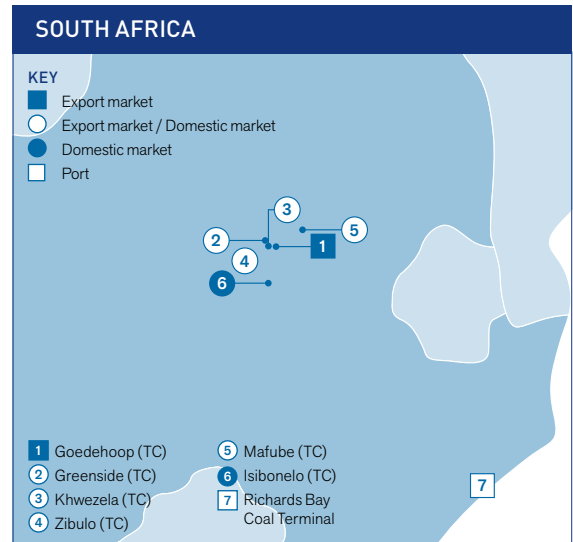 SOUTH AFRICA
KEY
Export market
Export market / Domestic market
Domestic market
Port
3
2
5
1
4
6
1 Goedehoop (TC)
2 Greenside (TC)
3 Khwezela (TC)
4 Zibulo (TC)
5 Mafube (TC)
6 Isibonelo (TC)
7 Richards Bay
Coal Terminal
7